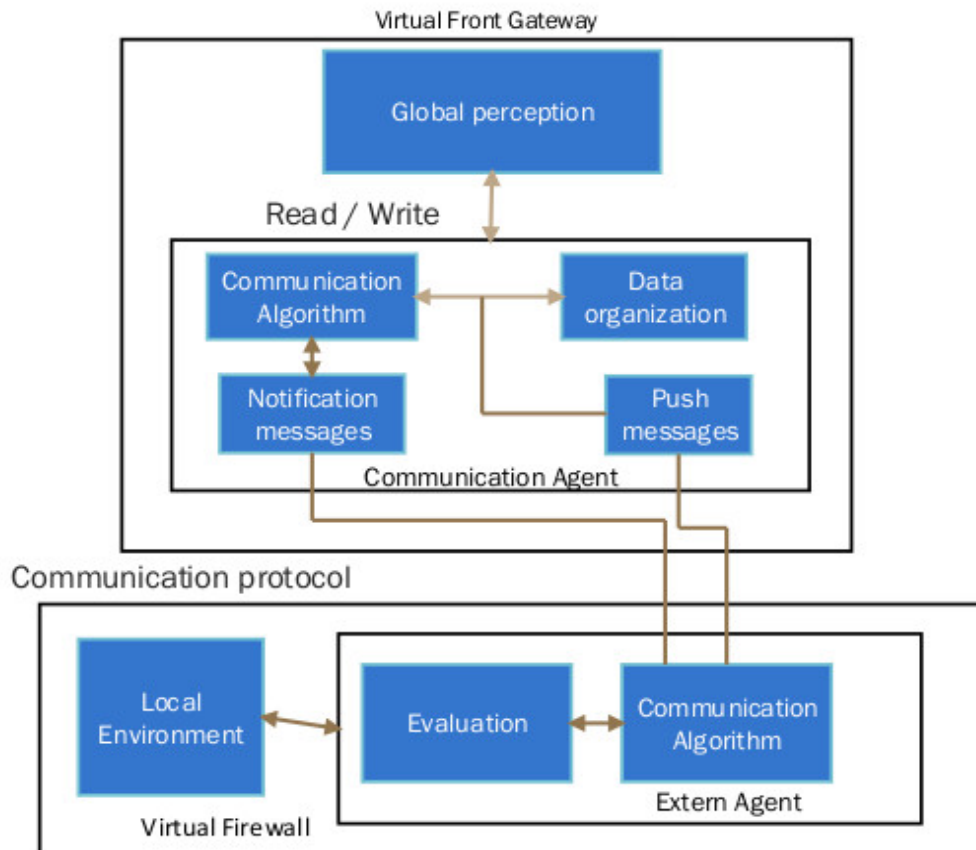 Virtual Front Gateway
Global perception
Read / Write
Communication
Algorithm
Data
organization
Notification
messages
Push
messages
Communication Agent
Communication protocol
Local
Environment
Evaluation
Communication
Algorithm
Extern Agent
Virtual Firewall